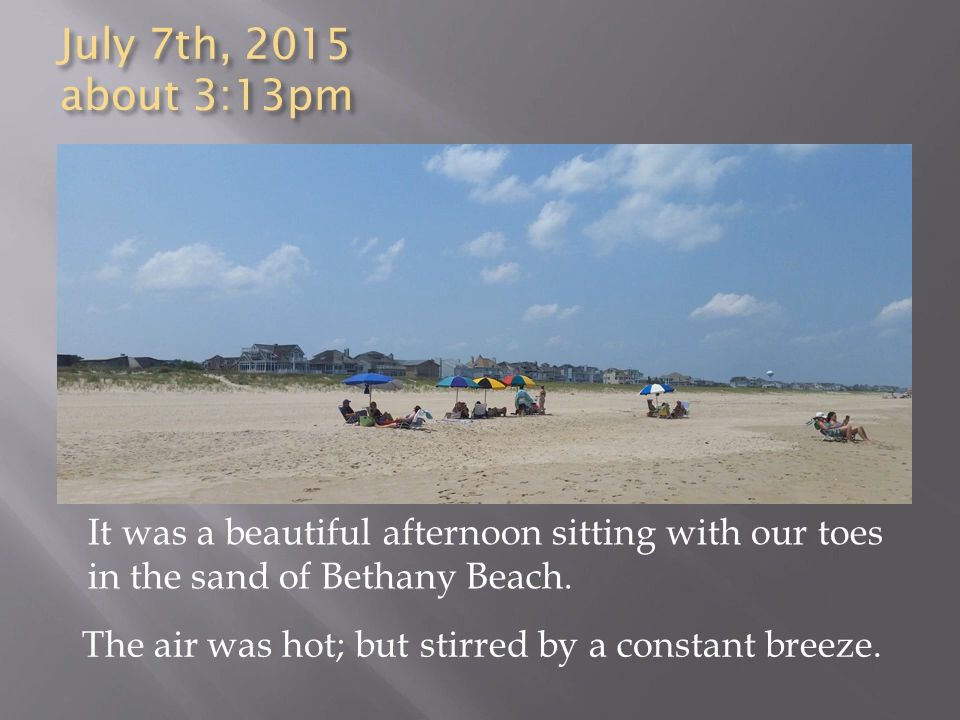 July 7th, 2015
about 3:13pm
It was a beautiful afternoon sitting with our toes
in the sand of Bethany Beach.
The air was hot; but stirred by a constant breeze.